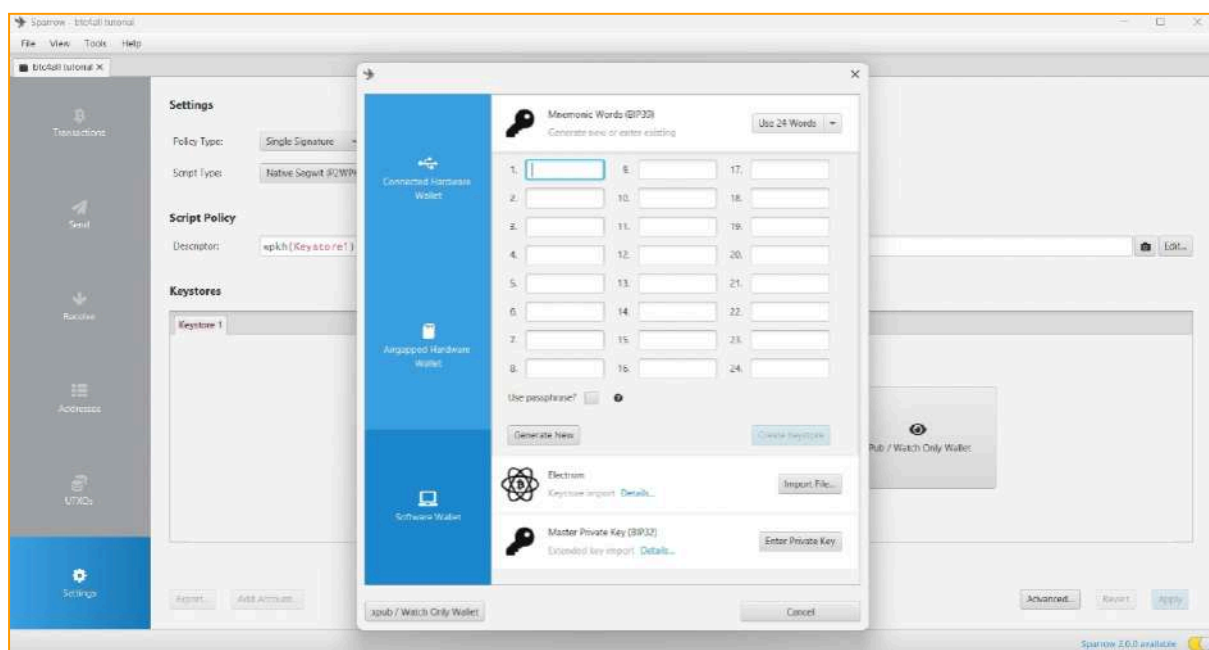 Sparrow - btc4all tutorial
File View Tools Help
btc4all tutorial X
Transactions
Send
Receive
Addresses
UTXOs
Settings
Settings
Policy Type: Single Signature
Script Type: Native Segwit (P2WPK
Script Policy
Descriptor: wpkh(Keystore1)
Edit...
Keystores
Keystore 1
Pub / Watch Only Wallet
Export... Add Account...
Advanced... Revert Apply
Connected Hardware
Wallet
Airgapped Hardware
Wallet
Software Wallet
Mnemonic Words (BIP39)
Generate new or enter existing
Use 24 Words
1. 9. 17.
2. 10. 18.
3. 11. 19.
4. 12. 20.
5. 13. 21.
6. 14. 22.
7. 15. 23.
8. 16. 24.
Use passphrase? ?
Generate New Create Keystore
Electrum
Keystore import Details...
Import File...
Master Private Key (BIP32)
Extended key import Details...
Enter Private Key
xpub / Watch Only Wallet Cancel
Sparrow 2.0.0 available